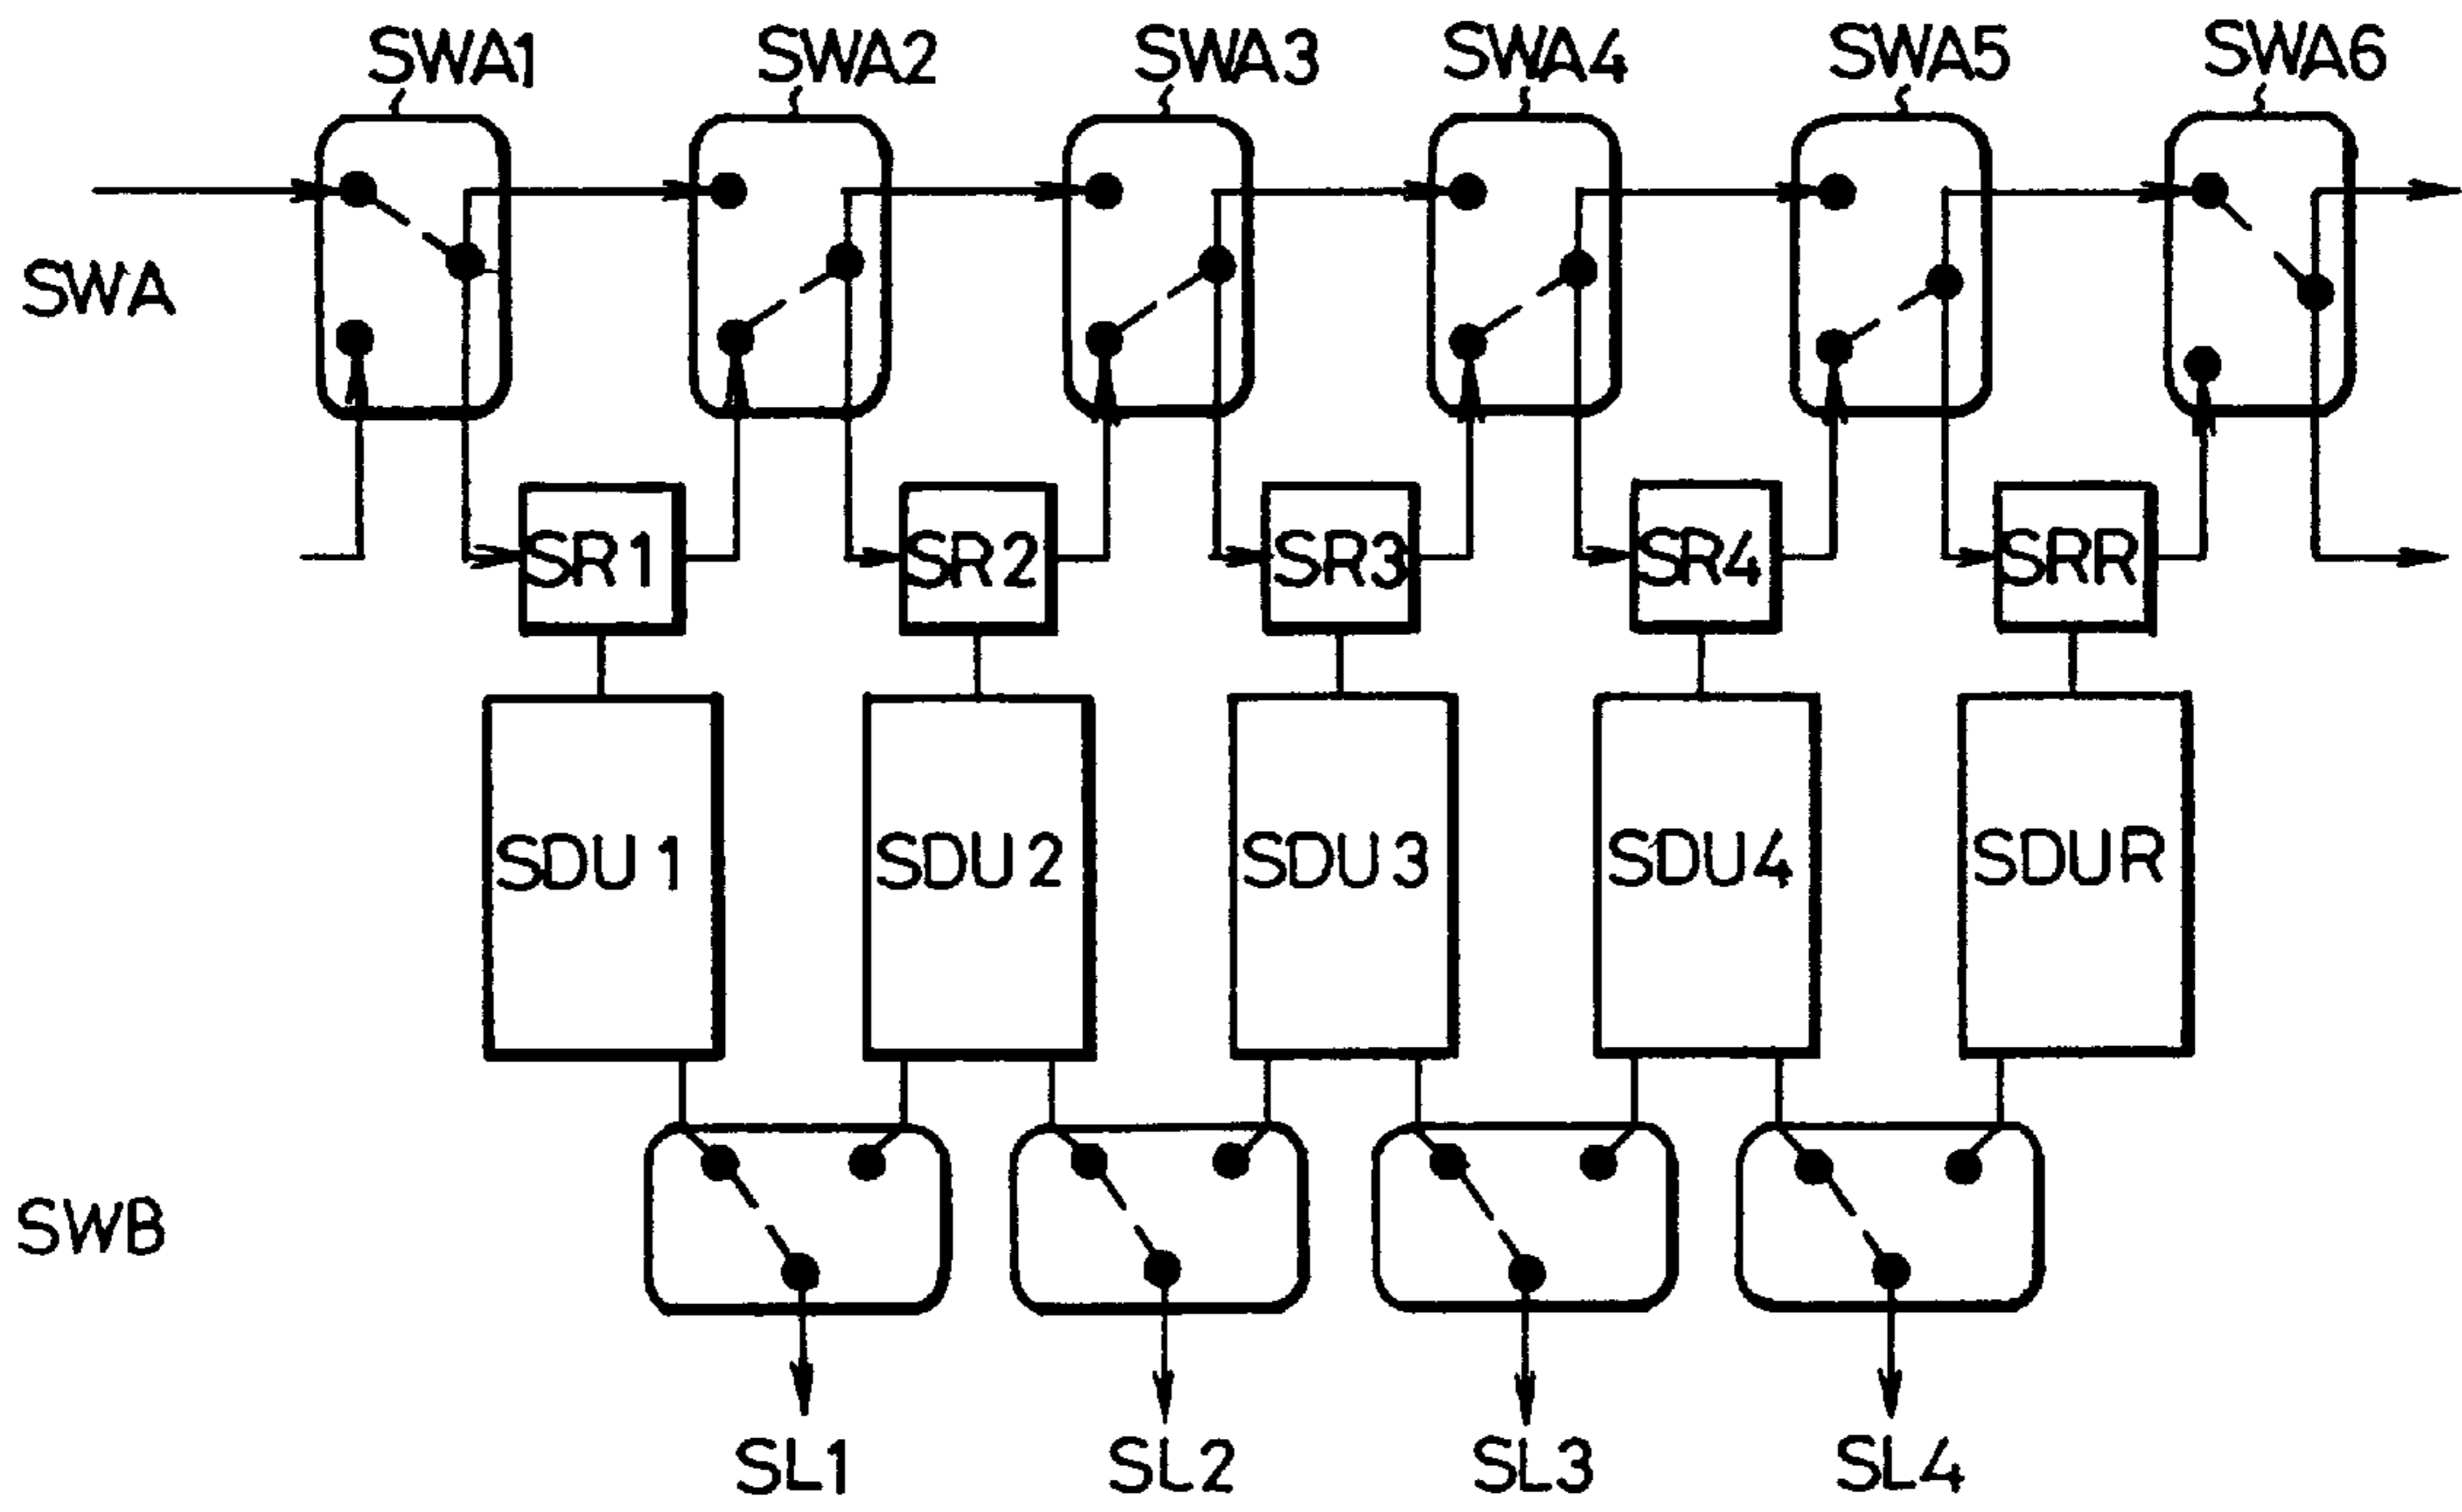 SWA1 SWA2 SWA3 SWA4 SWA5 SWA6
SWA
SR1 SR2 SR3 SR4 SRR
SDU1 SDU2 SDU3 SDU4 SDUR
SWB
SL1 SL2 SL3 SL4